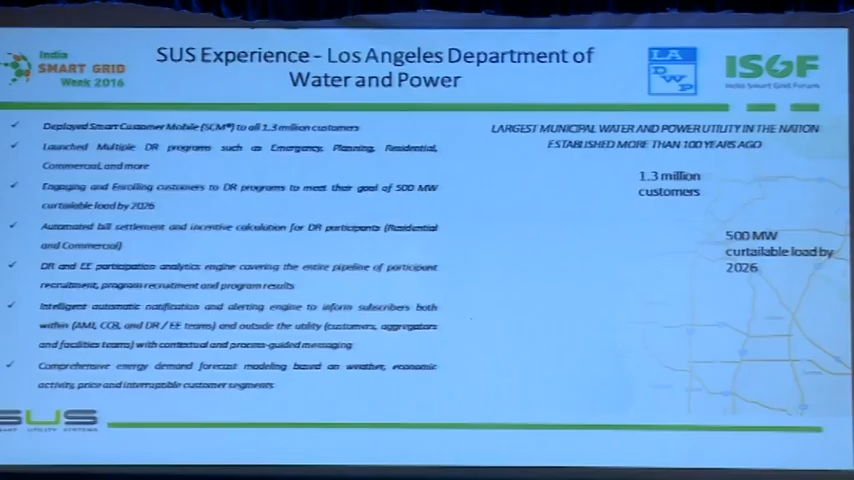 India
SMART GRID
Week 2016
SUS Experience - Los Angeles Department of
Water and Power
LA
DWP
ISGF
India Smart Grid Forum
✓ Deployed Smart Customer Mobile (SCM®) to all 1.3 million customers
✓ Launched Multiple DR programs such as Emergency, Planning, Residential,
Commercial, and more
✓ Engaging and Enrolling customers to DR programs to meet their goal of 500 MW
curtailable load by 2026
✓ Automated bill settlement and incentive calculation for DR participants (Residential
and Commercial)
✓ DR and EE participation analytics engine covering the entire pipeline of participant
recruitment, program recruitment and program results
✓ Intelligent automatic notification and alerting engine to inform subscribers both
within (AMI, CCB, and DR / EE teams) and outside the utility (customers, aggregators
and facilities teams) with contextual and process-guided messaging
✓ Comprehensive energy demand forecast modeling based on weather, economic
activity, price and interruptible customer segments
LARGEST MUNICIPAL WATER AND POWER UTILITY IN THE NATION
ESTABLISHED MORE THAN 100 YEARS AGO
1.3 million
customers
500 MW
curtailable load by
2026
SUS
SMART UTILITY SYSTEMS